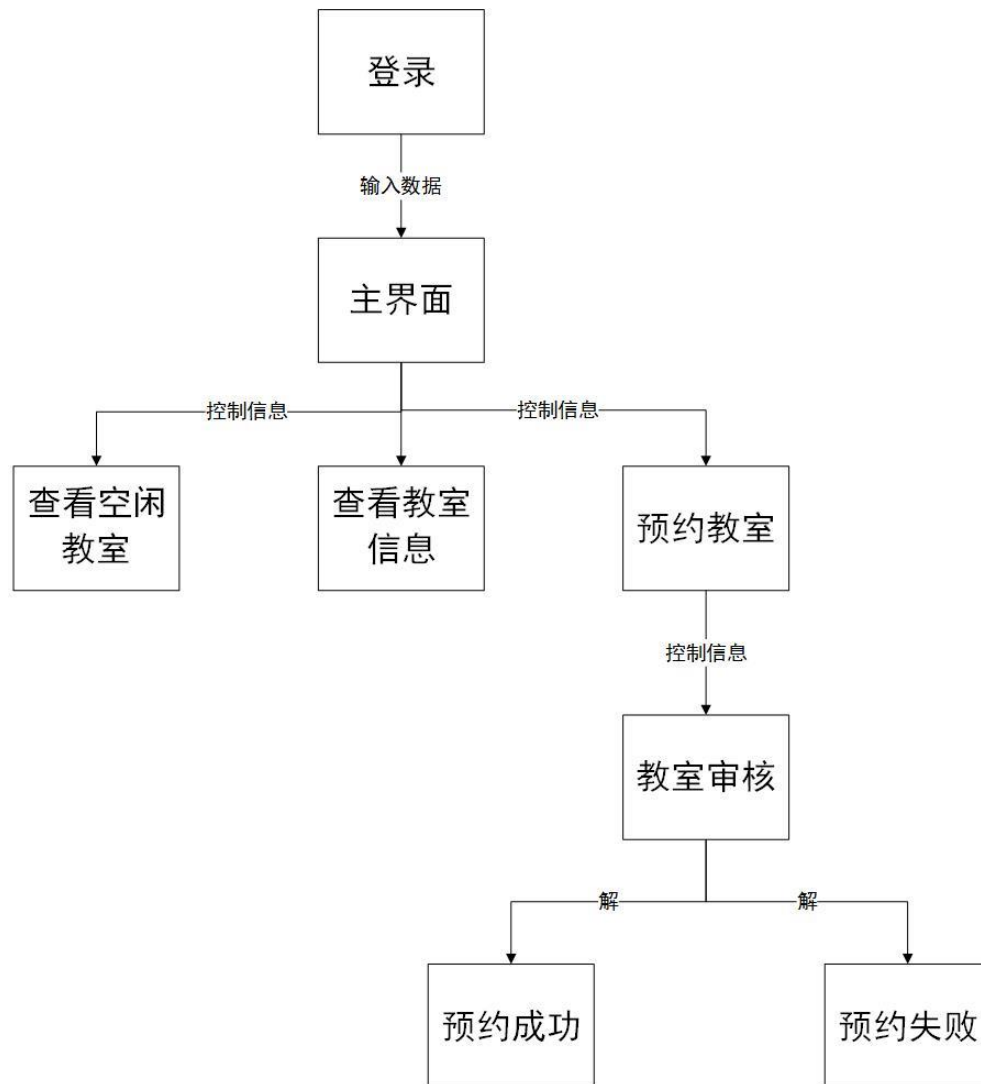 登录
输入数据
主界面
控制信息
控制信息
查看空闲
教室
查看教室
信息
预约教室
控制信息
教室审核
解
解
预约成功
预约失败